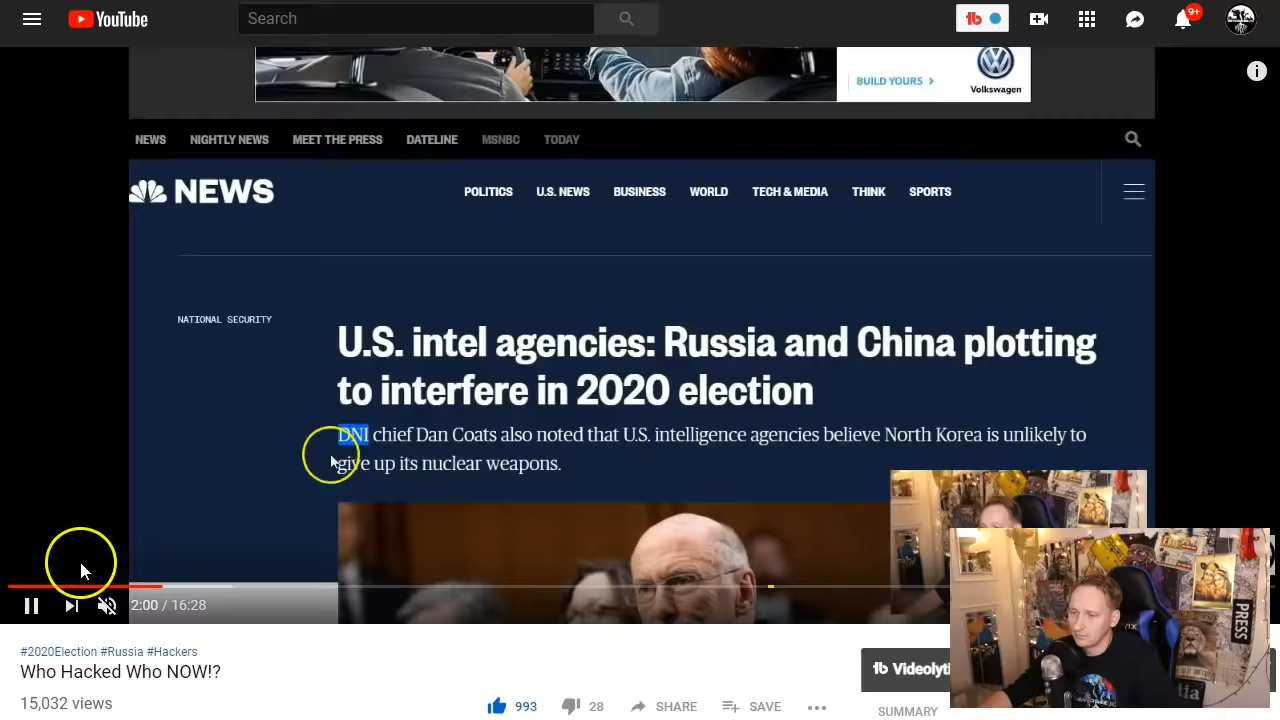 YouTube
Search
9+
BUILD YOURS >
Volkswagen
NEWS NIGHTLY NEWS MEET THE PRESS DATELINE MSNBC TODAY
NEWS
POLITICS U.S. NEWS BUSINESS WORLD TECH & MEDIA THINK SPORTS
NATIONAL SECURITY
U.S. intel agencies: Russia and China plotting
to interfere in 2020 election
DNI chief Dan Coats also noted that U.S. intelligence agencies believe North Korea is unlikely to
give up its nuclear weapons.
2:00 / 16:28
PRESS
#2020Election #Russia #Hackers
Who Hacked Who NOW!?
15,032 views
993 28 SHARE SAVE
Videolyti
SUMMARY